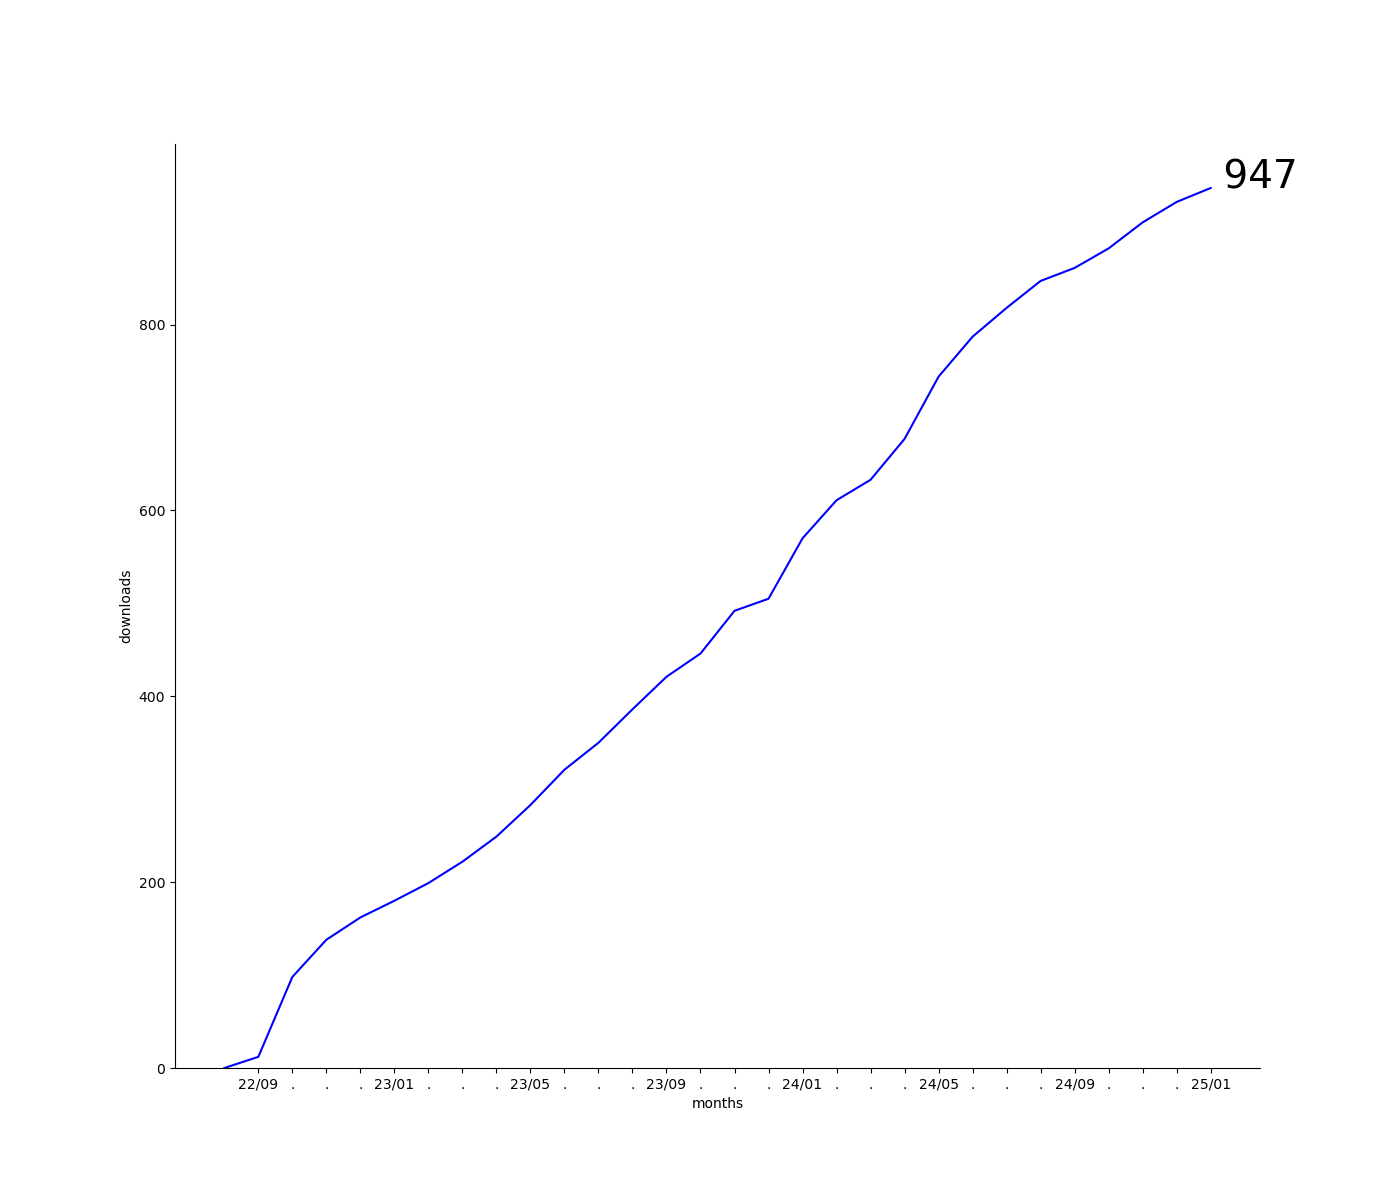 947
800
600
downloads
400
200
0
22/09 . . . 23/01 . . . 23/05 . . . 23/09 . . . 24/01 . . . 24/05 . . . 24/09 . . . 25/01
months